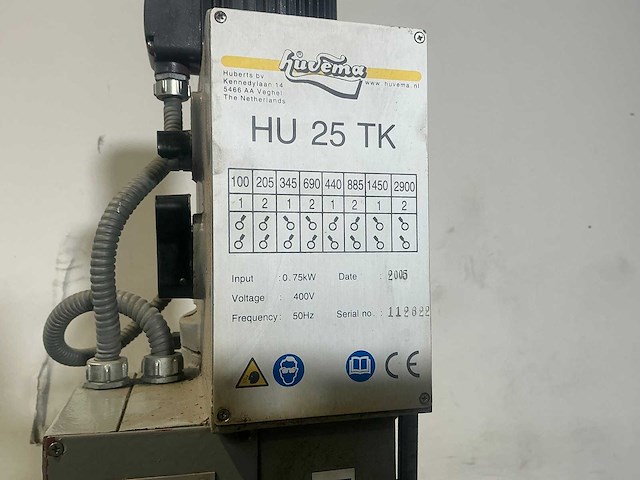 hüvema
Huberts bv
Kennedylaan 14
5466 AA Veghel
The Netherlands
www.huvema.nl
HU 25 TK
100 205 345 690 440 885 1450 2900
1 2 1 2 1 2 1 2
Input : 0.75kW Date : 2005
Voltage : 400V
Frequency : 50Hz Serial no. : 112622
CE